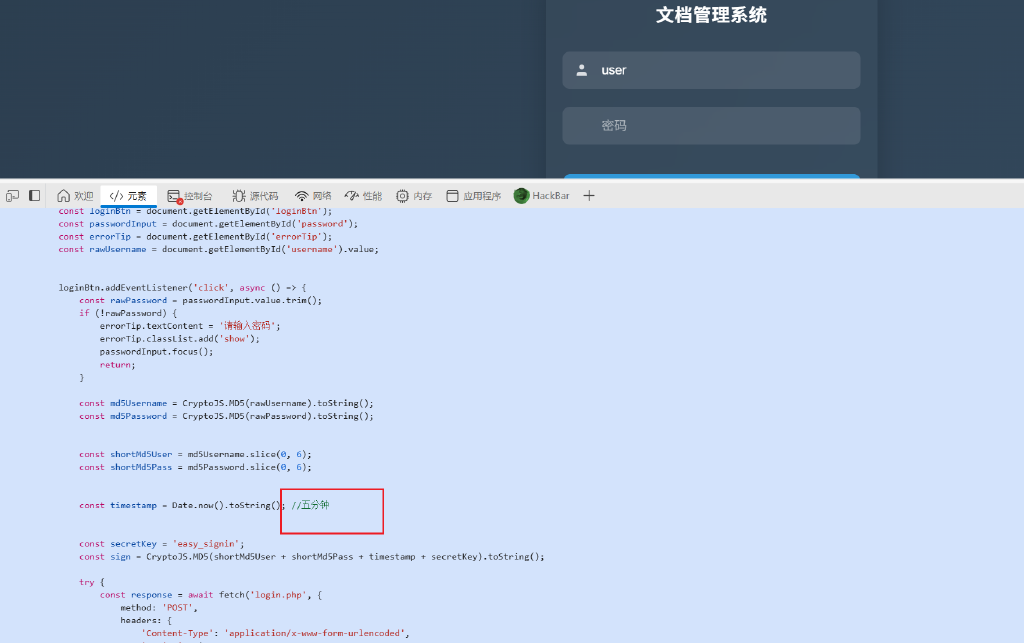 文档管理系统
user
密码
欢迎 </> 元素 控制台 源代码 网络 性能 内存 应用程序 HackBar
const loginBtn = document.getElementById('loginBtn');
const passwordInput = document.getElementById('password');
const errorTip = document.getElementById('errorTip');
const rawUsername = document.getElementById('username').value;
loginBtn.addEventListener('click', async () => {
const rawPassword = passwordInput.value.trim();
if (!rawPassword) {
errorTip.textContent = '请输入密码';
errorTip.classList.add('show');
passwordInput.focus();
return;
}
const md5Username = CryptoJS.MD5(rawUsername).toString();
const md5Password = CryptoJS.MD5(rawPassword).toString();
const shortMd5User = md5Username.slice(0, 6);
const shortMd5Pass = md5Password.slice(0, 6);
const timestamp = Date.now().toString(); //五分钟
const secretKey = 'easy_signin';
const sign = CryptoJS.MD5(shortMd5User + shortMd5Pass + timestamp + secretKey).toString();
try {
const response = await fetch('login.php', {
method: 'POST',
headers: {
'Content-Type': 'application/x-www-form-urlencoded',